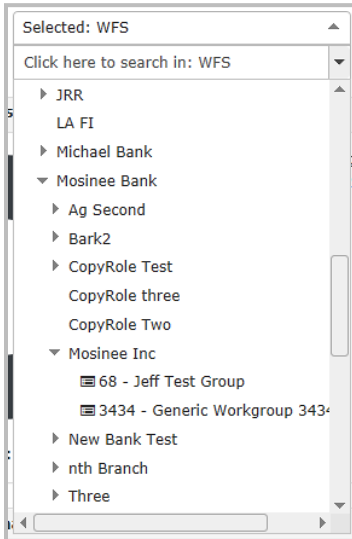 Selected: WFS
Click here to search in: WFS
JRR
LA FI
Michael Bank
Mosinee Bank
Ag Second
Bark2
CopyRole Test
CopyRole three
CopyRole Two
Mosinee Inc
68 - Jeff Test Group
3434 - Generic Workgroup 3434
New Bank Test
nth Branch
Three